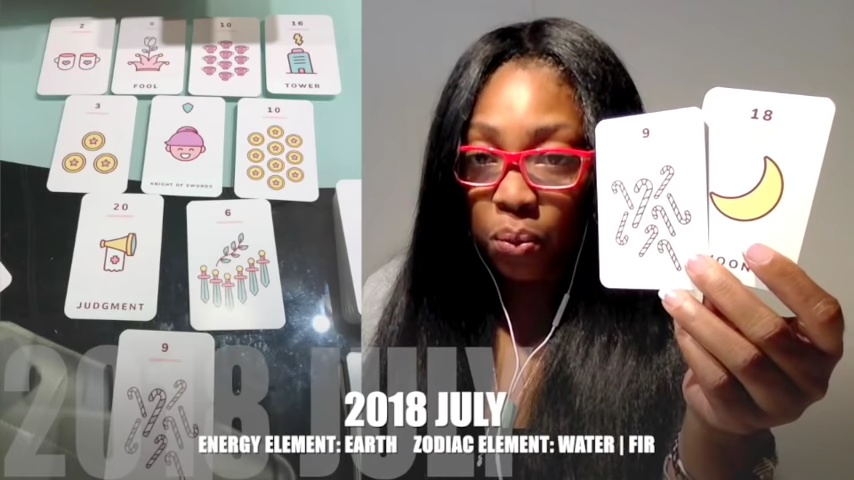 2
0
10
16
FOOL
TOWER
3
KNIGHT OF SWORDS
10
20
6
JUDGMENT
9
9
18
MOON
2018 JULY
2018 JULY
ENERGY ELEMENT: EARTH ZODIAC ELEMENT: WATER | FIR